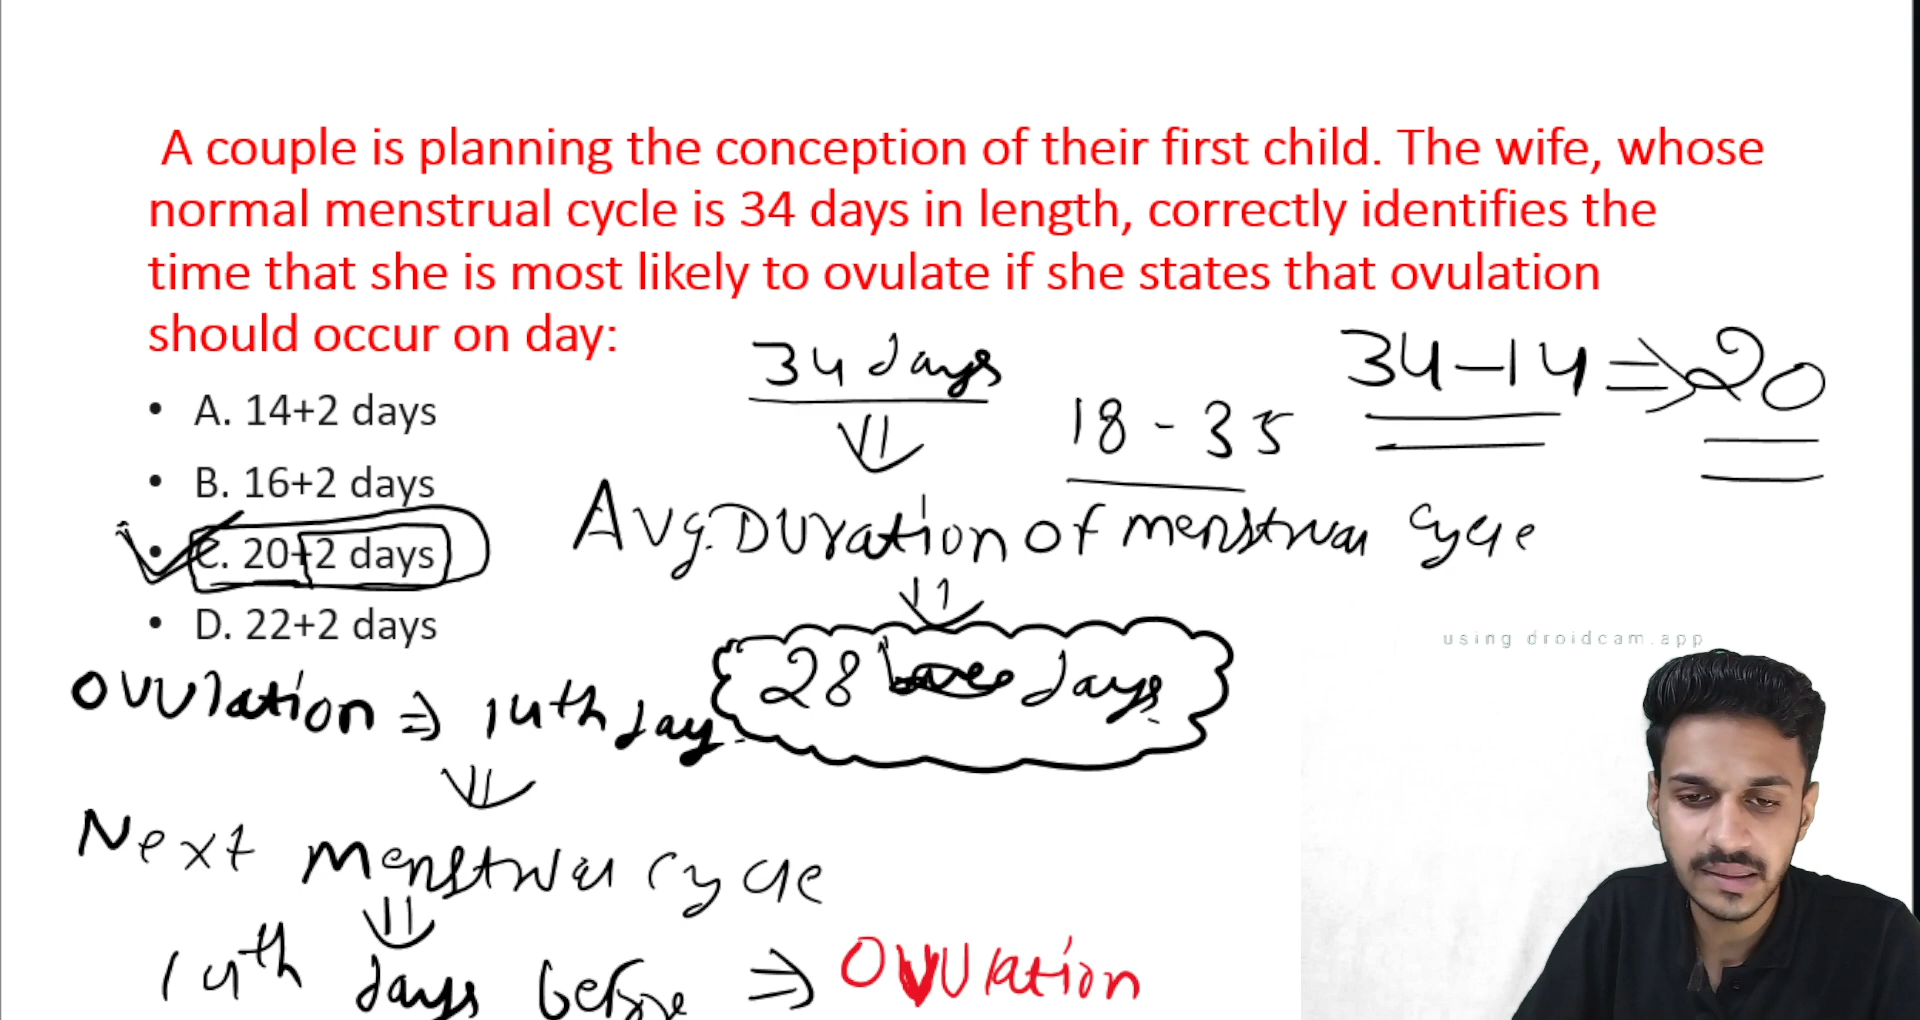 A couple is planning the conception of their first child. The wife, whose
normal menstrual cycle is 34 days in length, correctly identifies the
time that she is most likely to ovulate if she states that ovulation
should occur on day:
• A. 14+2 days
• B. 16+2 days
• C. 20+2 days
• D. 22+2 days
34 days
34-14 ⇒ 20
18 - 35
Avg. Duration of menstrual cycle
28 days
using droidcam.app
Ovulation ⇒ 14th day
Next menstrual cycle
14th days before ⇒ Ovulation